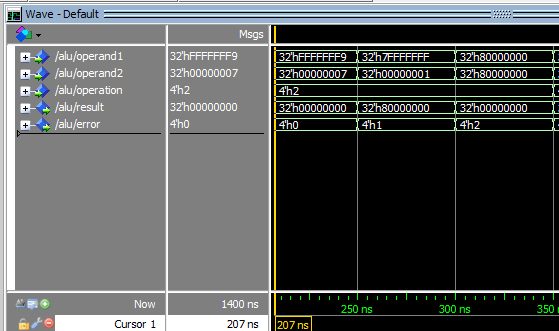 Wave - Default
Msgs
/alu/operand1 32'hFFFFFFF9 32'hFFFFFFF9 32'h7FFFFFFF 32'h80000000
/alu/operand2 32'h00000007 32'h00000007 32'h00000001 32'h80000000
/alu/operation 4'h2 4'h2
/alu/result 32'h00000000 32'h00000000 32'h80000000 32'h00000000
/alu/error 4'h0 4'h0 4'h1 4'h2
Now 1400 ns 250 ns 300 ns 350
Cursor 1 207 ns 207 ns